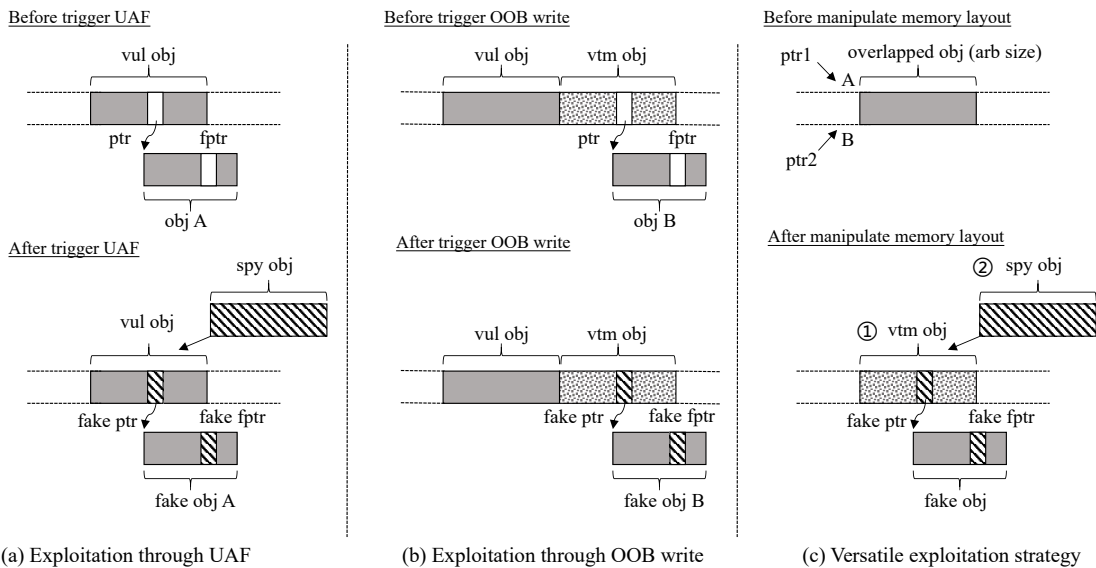 Before trigger UAF
vul obj
ptr
fptr
obj A
After trigger UAF
spy obj
vul obj
fake ptr
fake fptr
fake obj A
(a) Exploitation through UAF
Before trigger OOB write
vul obj
vtm obj
ptr
fptr
obj B
After trigger OOB write
vul obj
vtm obj
fake ptr
fake fptr
fake obj B
(b) Exploitation through OOB write
Before manipulate memory layout
overlapped obj (arb size)
ptr1
A
B
ptr2
After manipulate memory layout
② spy obj
① vtm obj
fake ptr
fake fptr
fake obj
(c) Versatile exploitation strategy